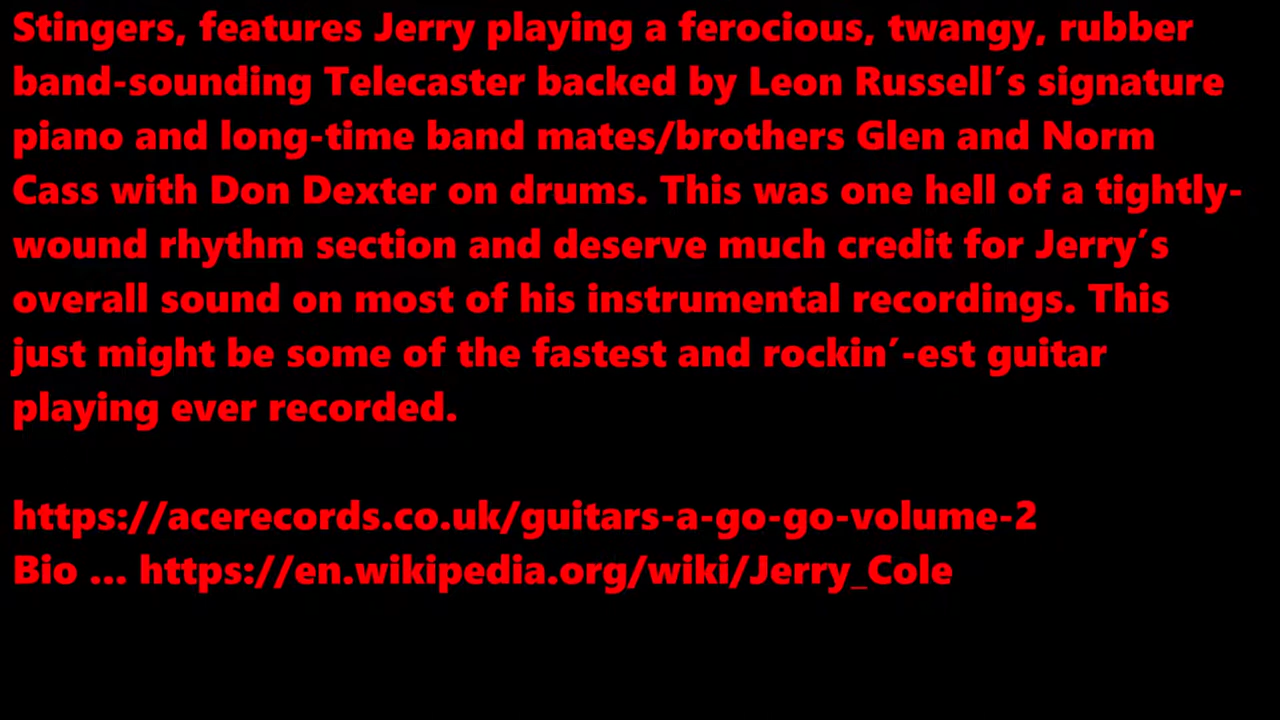 Stingers, features Jerry playing a ferocious, twangy, rubber
band-sounding Telecaster backed by Leon Russell´s signature
piano and long-time band mates/brothers Glen and Norm
Cass with Don Dexter on drums. This was one hell of a tightly-
wound rhythm section and deserve much credit for Jerry´s
overall sound on most of his instrumental recordings. This
just might be some of the fastest and rockin´-est guitar
playing ever recorded.
https://acerecords.co.uk/guitars-a-go-go-volume-2
Bio ... https://en.wikipedia.org/wiki/Jerry_Cole